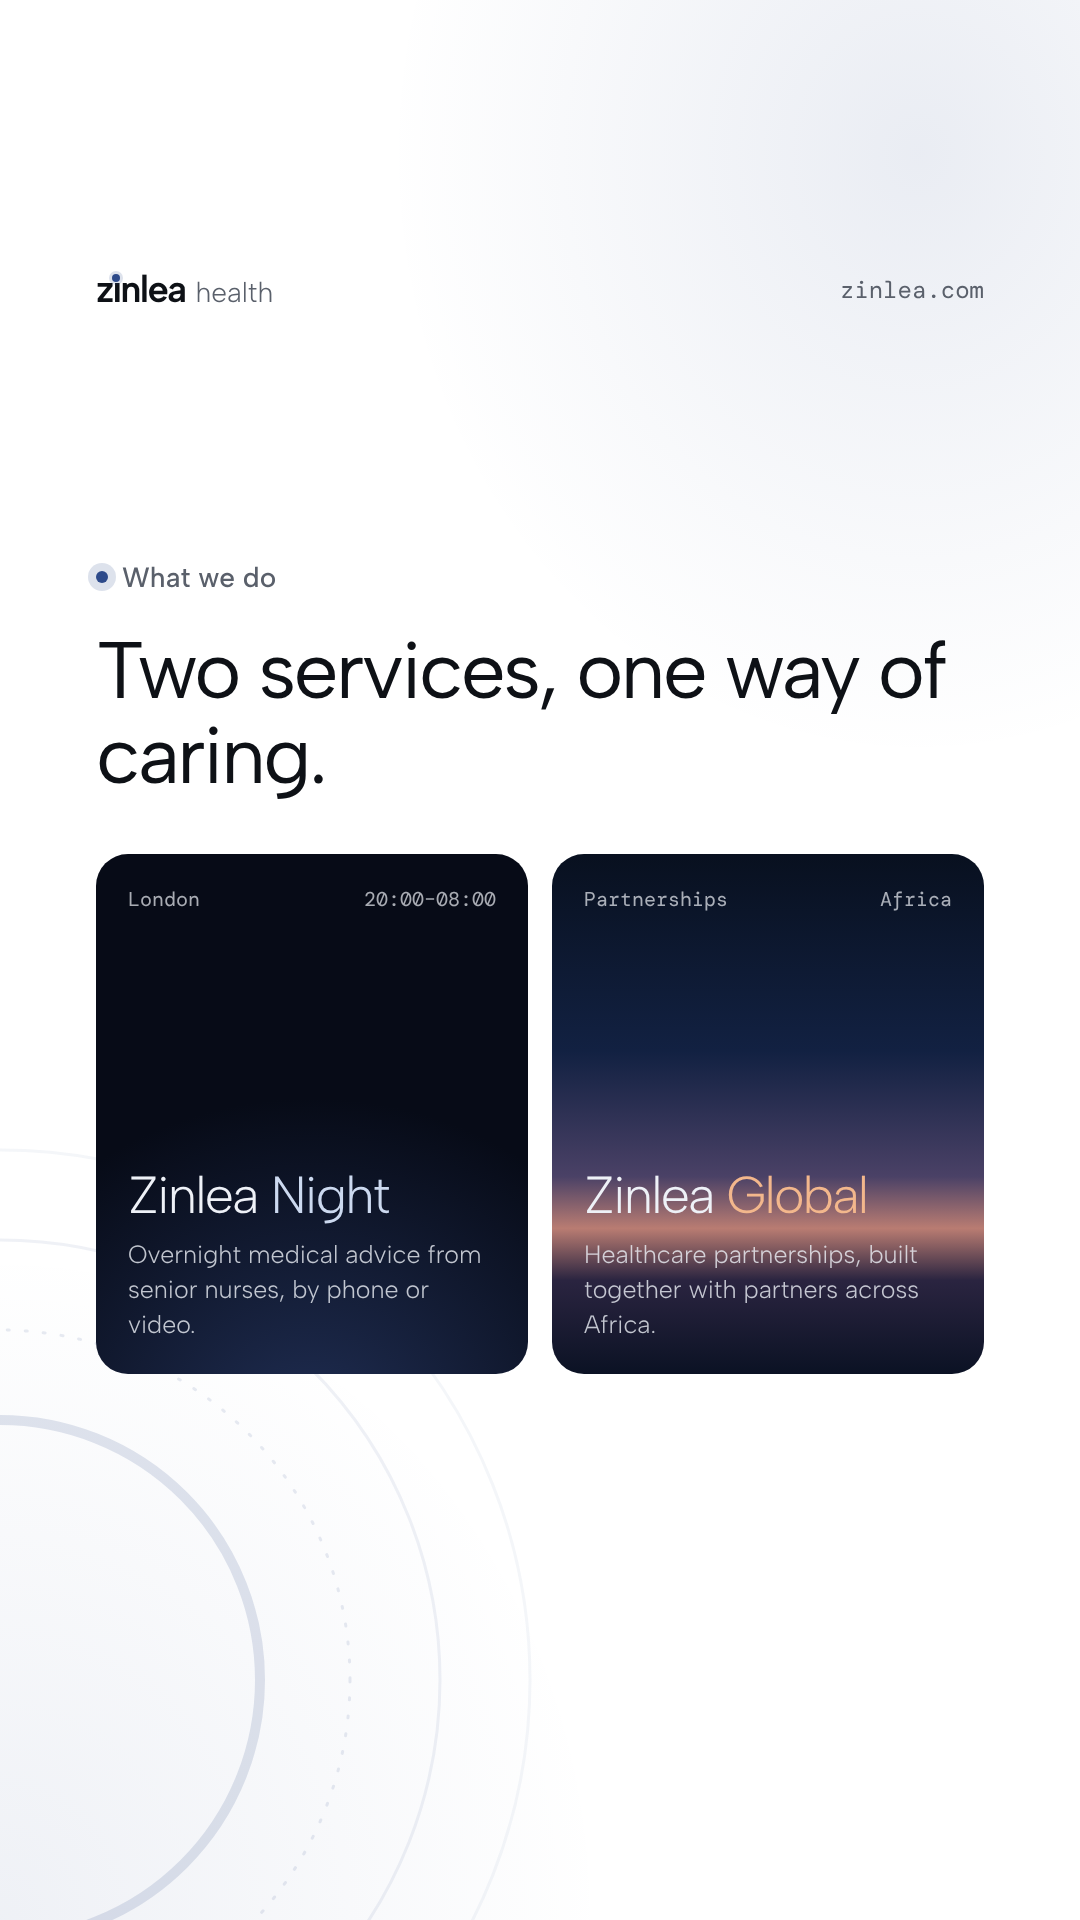 zinlea health
zinlea.com
What we do
Two services, one way of
caring.
London
20:00–08:00
Zinlea Night
Overnight medical advice from
senior nurses, by phone or
video.
Partnerships
Africa
Zinlea Global
Healthcare partnerships, built
together with partners across
Africa.